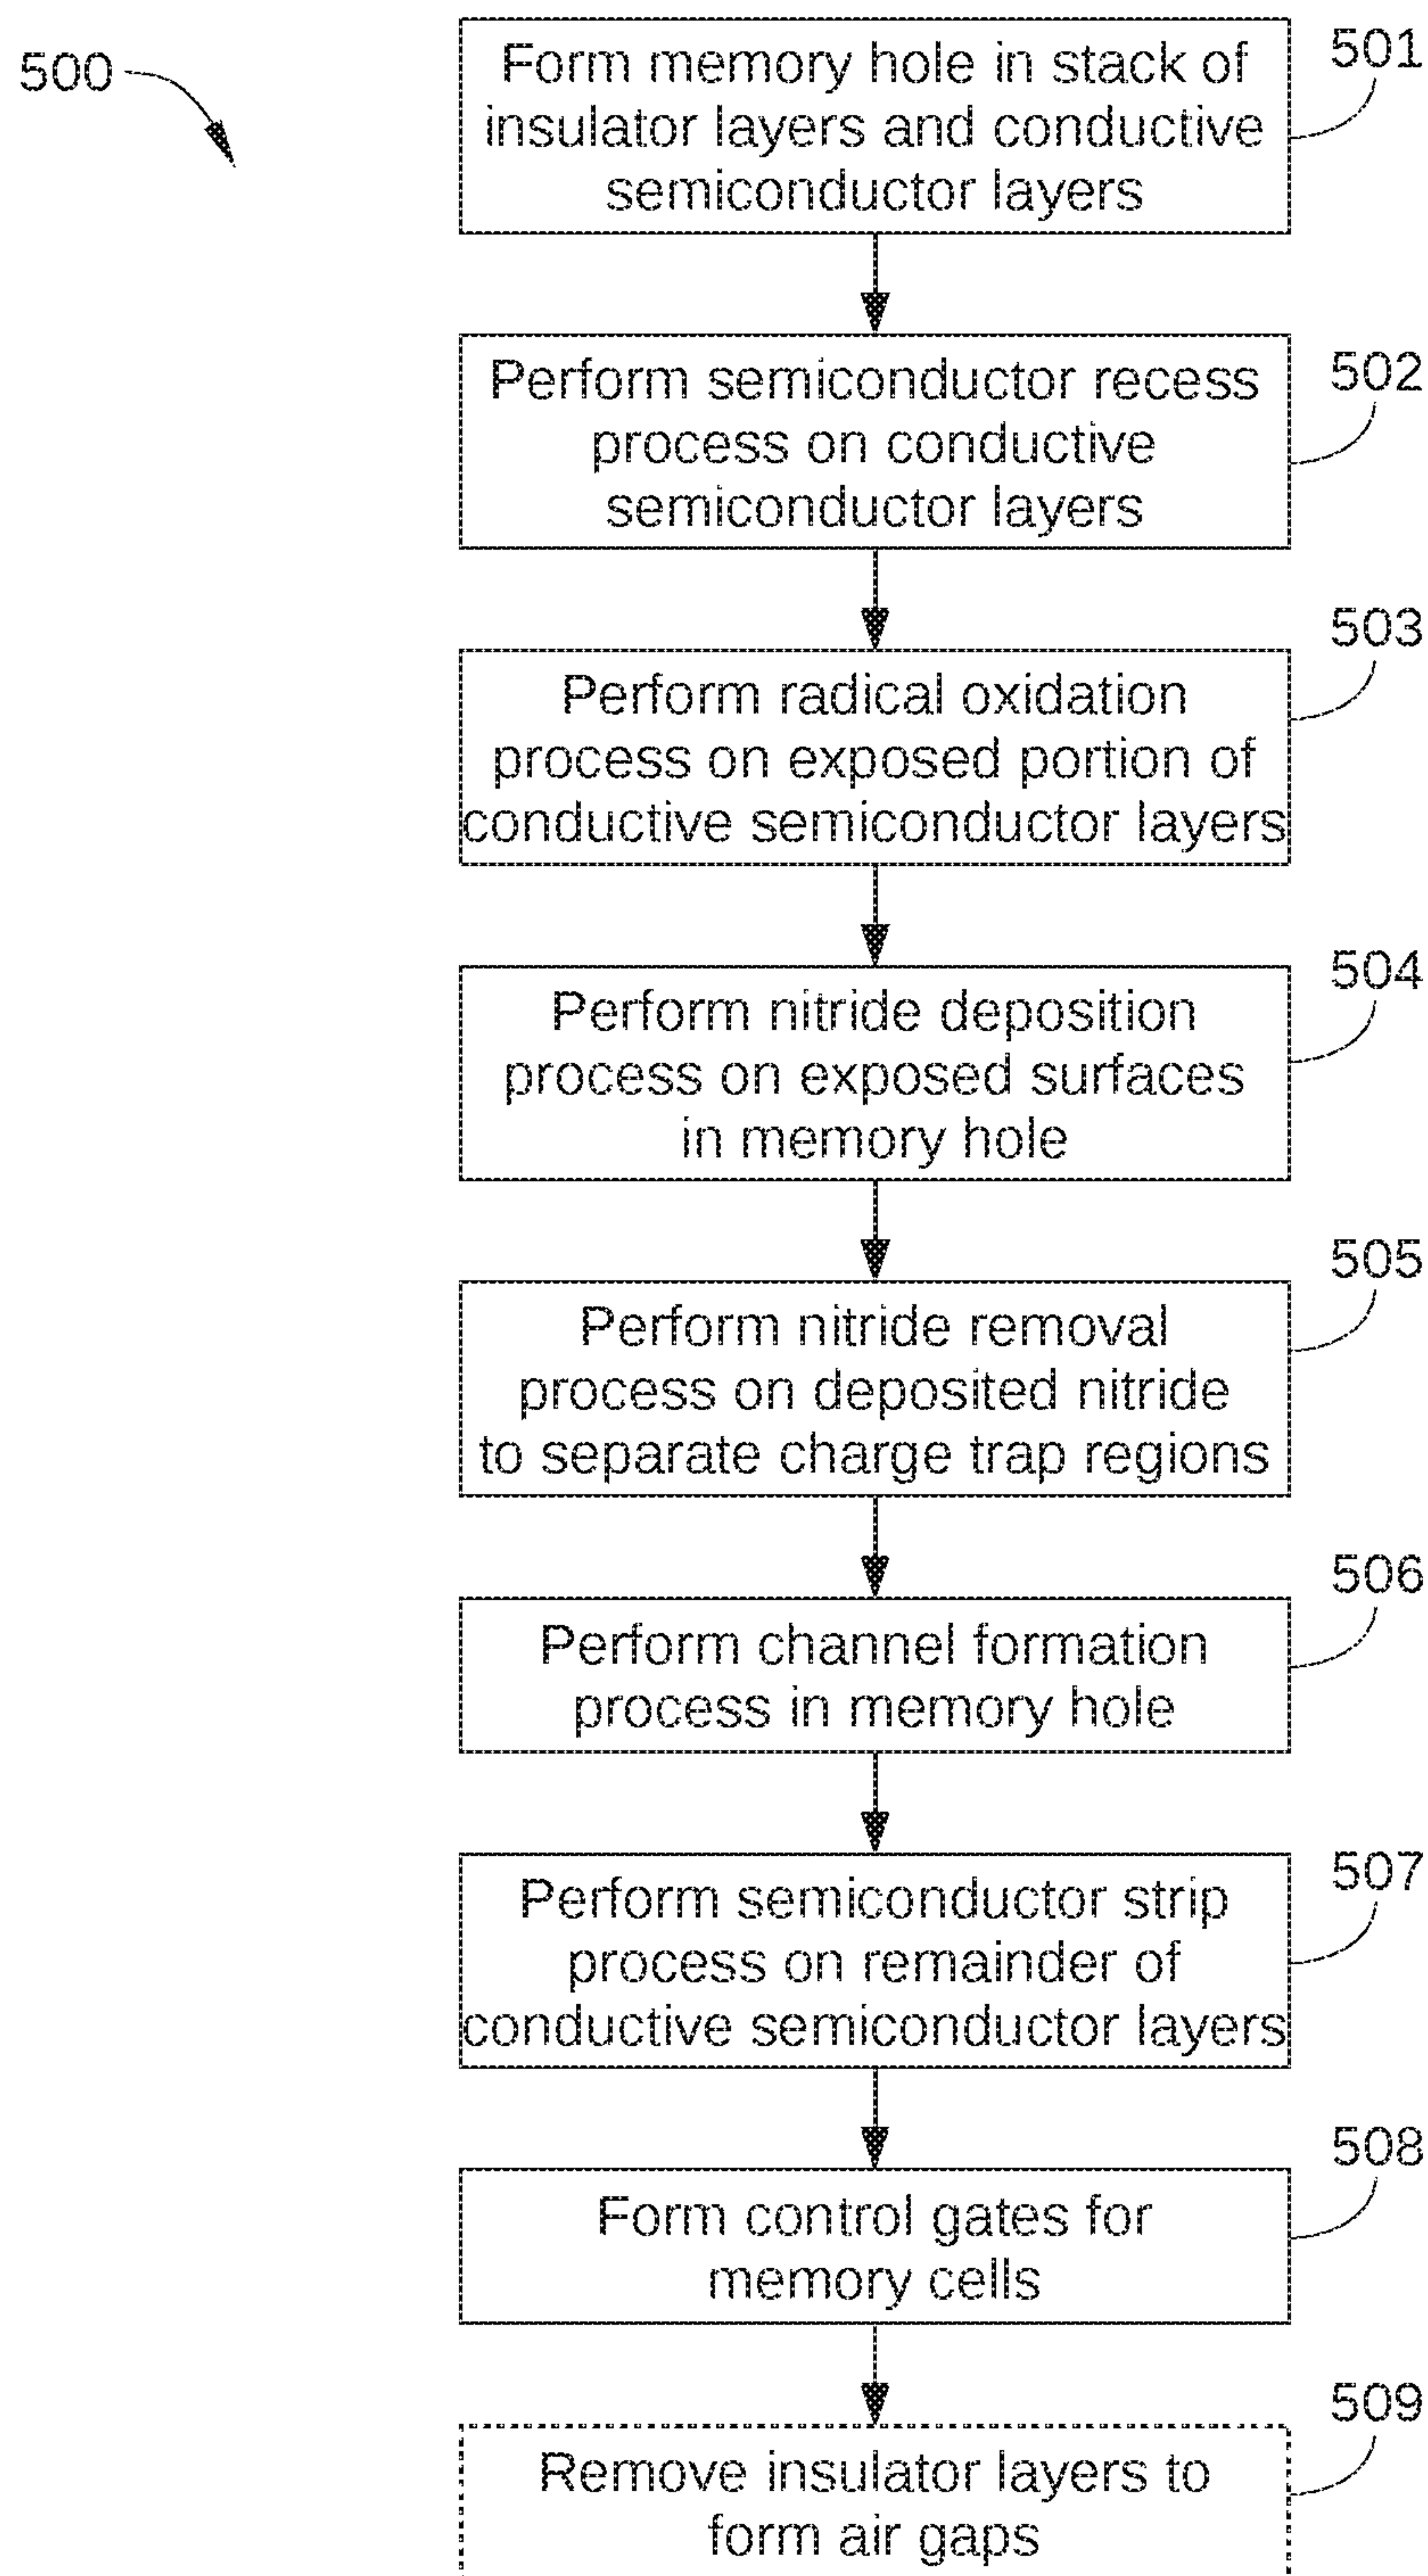 500
501
Form memory hole in stack of
insulator layers and conductive
semiconductor layers
502
Perform semiconductor recess
process on conductive
semiconductor layers
503
Perform radical oxidation
process on exposed portion of
conductive semiconductor layers
504
Perform nitride deposition
process on exposed surfaces
in memory hole
505
Perform nitride removal
process on deposited nitride
to separate charge trap regions
506
Perform channel formation
process in memory hole
507
Perform semiconductor strip
process on remainder of
conductive semiconductor layers
508
Form control gates for
memory cells
509
Remove insulator layers to
form air gaps